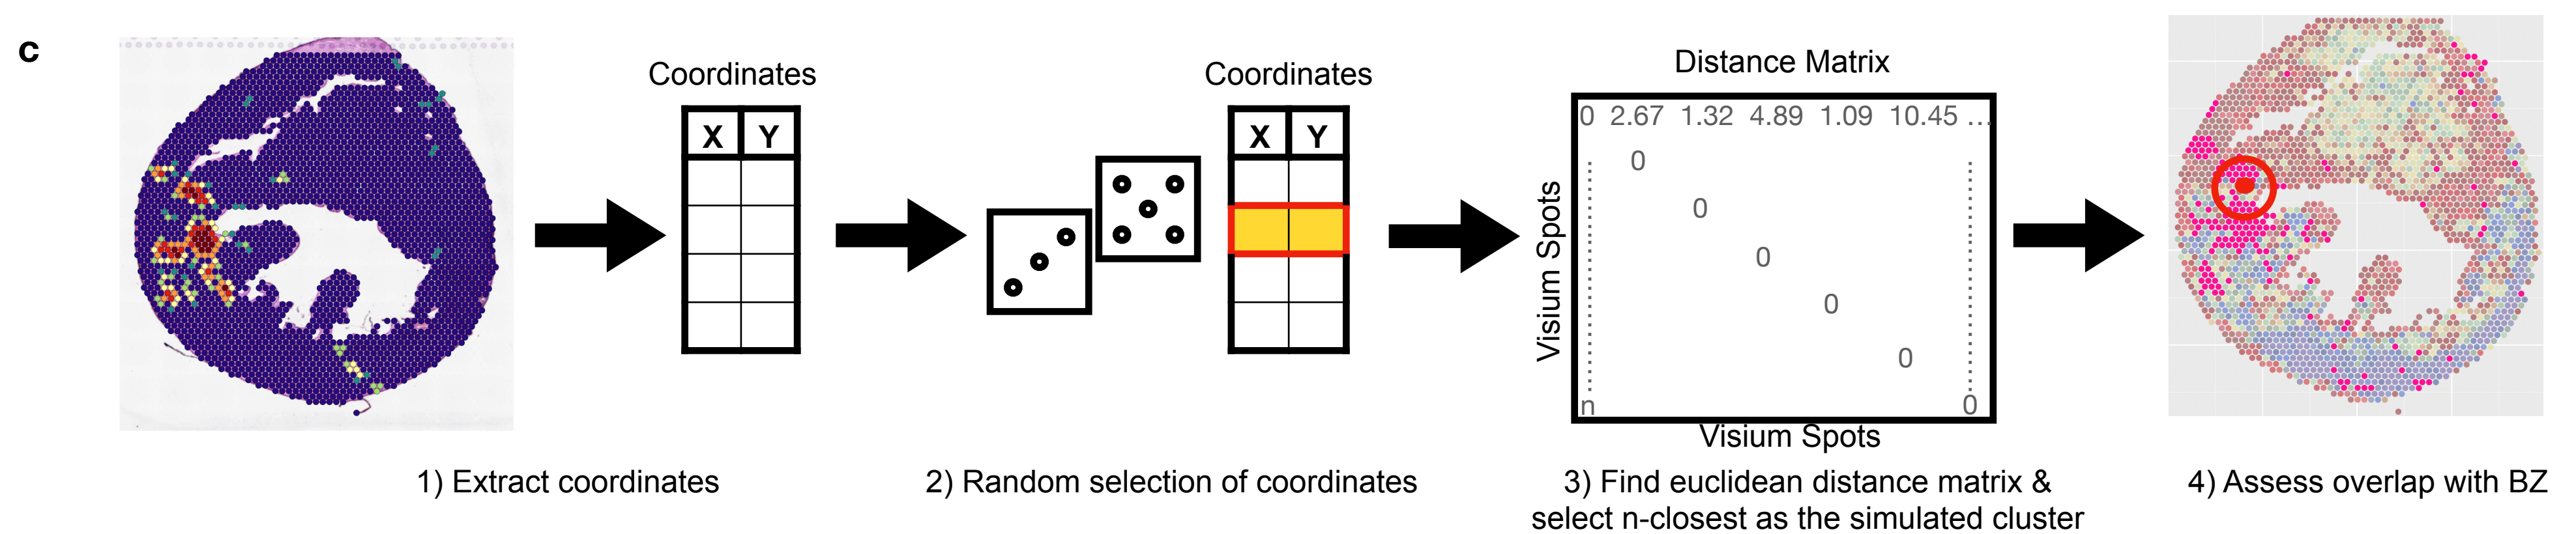 c
Coordinates
X Y
Coordinates
X Y
Distance Matrix
0 2.67 1.32 4.89 1.09 10.45 ...
0
0
0
0
0
n 0
Visium Spots
Visium Spots
1) Extract coordinates
2) Random selection of coordinates
3) Find euclidean distance matrix &
select n-closest as the simulated cluster
4) Assess overlap with BZ